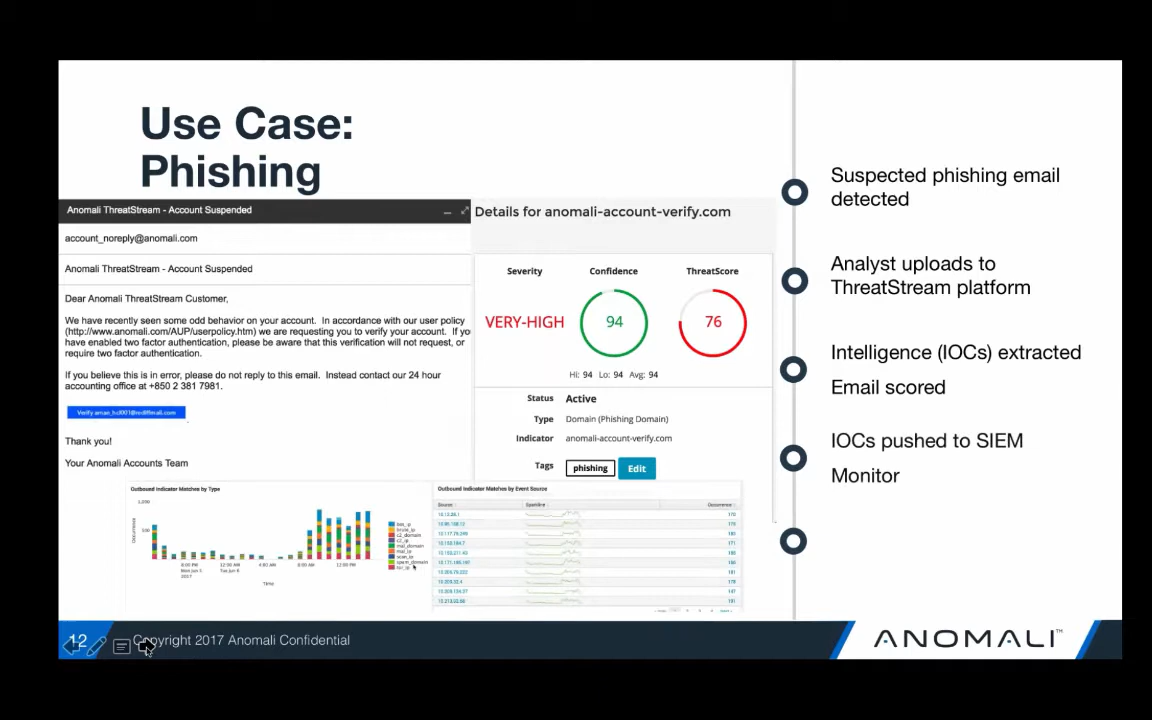 Use Case:
Phishing
Anomali ThreatStream - Account Suspended
account_noreply@anomali.com
Anomali ThreatStream - Account Suspended
Dear Anomali ThreatStream Customer,
We have recently seen some odd behavior on your account. In accordance with our user policy
(http://www.anomali.com/AUP/userpolicy.htm) we are requesting you to verify your account. If you
have enabled two factor authentication, please be aware that this verification will not request, or
require two factor authentication.
If you believe this is in error, please do not reply to this email. Instead contact our 24 hour
accounting office at +850 2 381 7981.
Thank you!
Your Anomali Accounts Team
Details for anomali-account-verify.com
Severity Confidence ThreatScore
VERY-HIGH 94 76
Hi: 94 Lo: 94 Avg: 94
Status Active
Type Domain (Phishing Domain)
Indicator anomali-account-verify.com
Tags phishing Edit
Outbound Indicator Matches by Type
Time
Outbound Indicator Matches by Event Source
Suspected phishing email
detected
Analyst uploads to
ThreatStream platform
Intelligence (IOCs) extracted
Email scored
IOCs pushed to SIEM
Monitor
12
Copyright 2017 Anomali Confidential
ANOMALI™